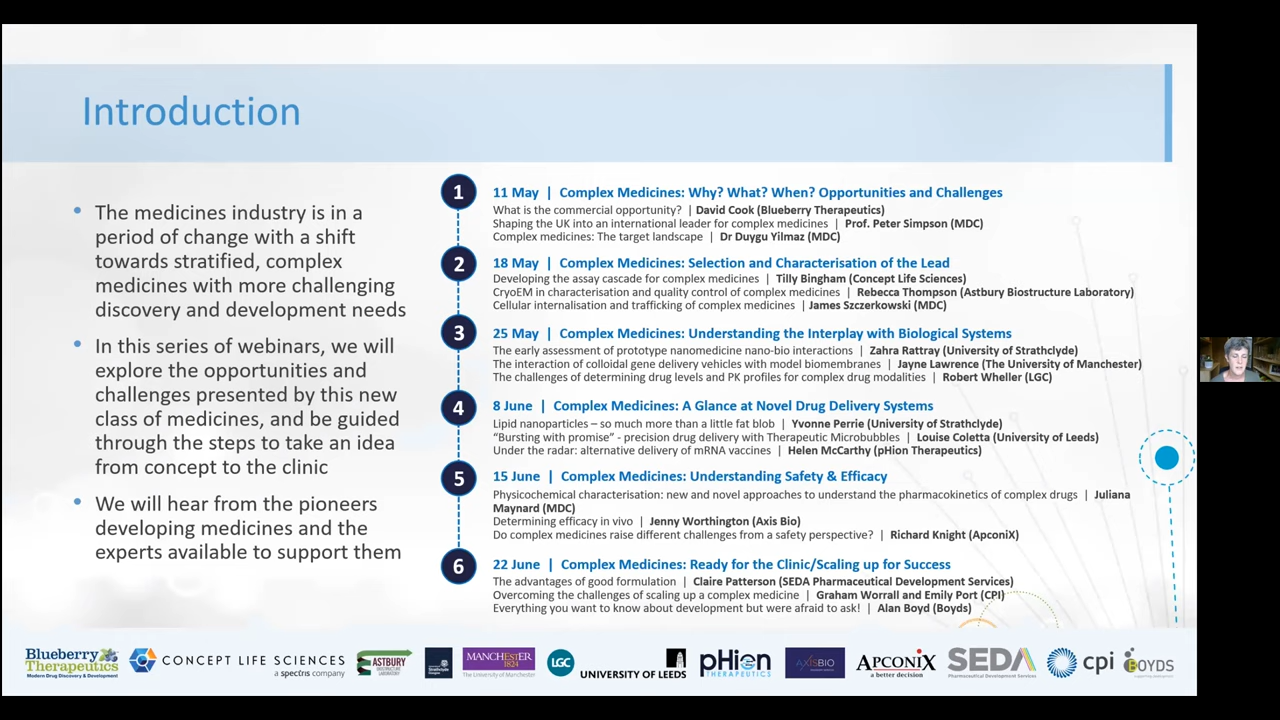 Introduction
• The medicines industry is in a
period of change with a shift
towards stratified, complex
medicines with more challenging
discovery and development needs
• In this series of webinars, we will
explore the opportunities and
challenges presented by this new
class of medicines, and be guided
through the steps to take an idea
from concept to the clinic
• We will hear from the pioneers
developing medicines and the
experts available to support them
1
11 May | Complex Medicines: Why? What? When? Opportunities and Challenges
What is the commercial opportunity? | David Cook (Blueberry Therapeutics)
Shaping the UK into an international leader for complex medicines | Prof. Peter Simpson (MDC)
Complex medicines: The target landscape | Dr Duygu Yilmaz (MDC)
2
18 May | Complex Medicines: Selection and Characterisation of the Lead
Developing the assay cascade for complex medicines | Tilly Bingham (Concept Life Sciences)
CryoEM in characterisation and quality control of complex medicines | Rebecca Thompson (Astbury Biostructure Laboratory)
Cellular internalisation and trafficking of complex medicines | James Szczerkowski (MDC)
3
25 May | Complex Medicines: Understanding the Interplay with Biological Systems
The early assessment of prototype nanomedicine nano-bio interactions | Zahra Rattray (University of Strathclyde)
The interaction of colloidal gene delivery vehicles with model biomembranes | Jayne Lawrence (The University of Manchester)
The challenges of determining drug levels and PK profiles for complex drug modalities | Robert Wheller (LGC)
4
8 June | Complex Medicines: A Glance at Novel Drug Delivery Systems
Lipid nanoparticles – so much more than a little fat blob | Yvonne Perrie (University of Strathclyde)
“Bursting with promise” - precision drug delivery with Therapeutic Microbubbles | Louise Coletta (University of Leeds)
Under the radar: alternative delivery of mRNA vaccines | Helen McCarthy (pHion Therapeutics)
5
15 June | Complex Medicines: Understanding Safety & Efficacy
Physicochemical characterisation: new and novel approaches to understand the pharmacokinetics of complex drugs | Juliana
Maynard (MDC)
Determining efficacy in vivo | Jenny Worthington (Axis Bio)
Do complex medicines raise different challenges from a safety perspective? | Richard Knight (ApconiX)
6
22 June | Complex Medicines: Ready for the Clinic/Scaling up for Success
The advantages of good formulation | Claire Patterson (SEDA Pharmaceutical Development Services)
Overcoming the challenges of scaling up a complex medicine | Graham Worrall and Emily Port (CPI)
Everything you want to know about development but were afraid to ask! | Alan Boyd (Boyds)
Blueberry
Therapeutics
Modern Drug Discovery & Development
CONCEPT LIFE SCIENCES
a spectris company
ASTBURY
MANCHESTER
1824
The University of Manchester
LGC
UNIVERSITY OF LEEDS
pHion
THERAPEUTICS
AXISBIO
APCONIX
a better decision
SEDA
Pharmaceutical Development Services
cpi
BOYDS